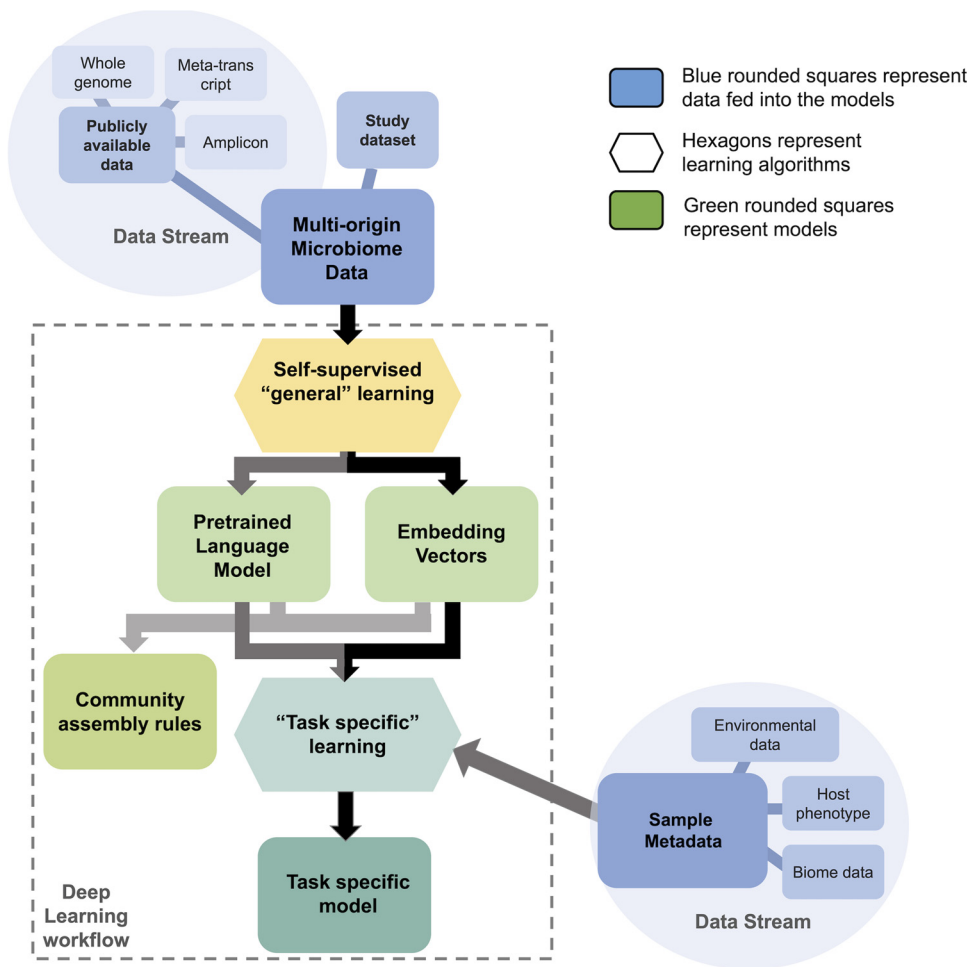 Whole
genome
Meta-trans
cript
Publicly
available
data
Amplicon
Study
dataset
Data Stream
Multi-origin
Microbiome
Data
Blue rounded squares represent
data fed into the models
Hexagons represent
learning algorithms
Green rounded squares
represent models
Self-supervised
“general” learning
Pretrained
Language
Model
Embedding
Vectors
Community
assembly rules
“Task specific”
learning
Environmental
data
Sample
Metadata
Host
phenotype
Biome data
Data Stream
Task specific
model
Deep
Learning
workflow